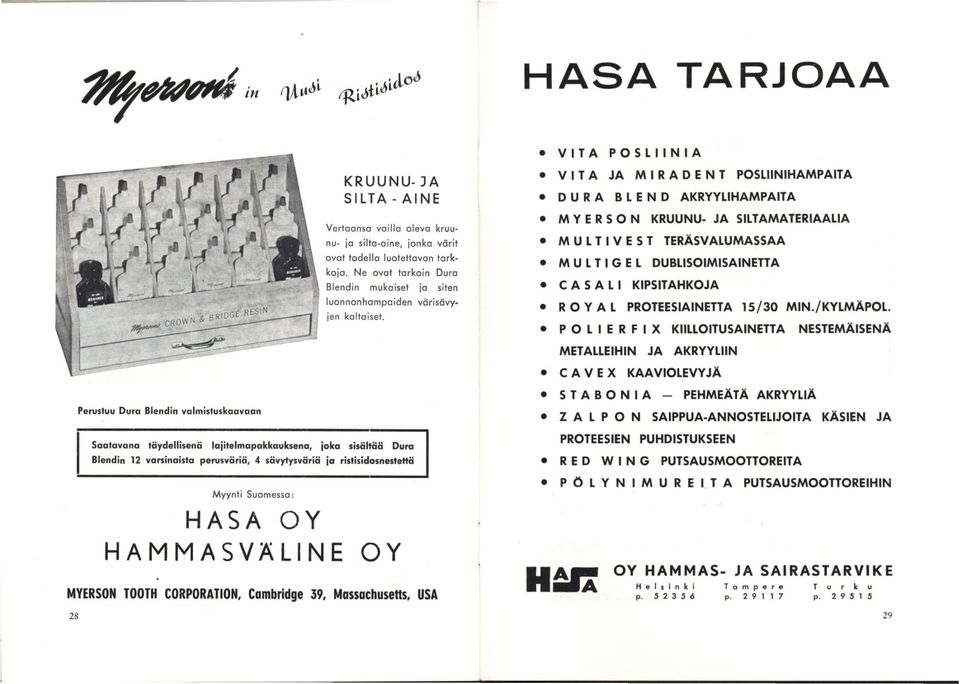 Myerson's in Uusi Ristisidos
KRUUNU- JA
SILTA - AINE
Vertaansa vailla oleva kruu-
nu- ja silta-aine, jonka värit
ovat todella luotettavan tark-
koja. Ne ovat tarkoin Dura
Blendin mukaiset ja siten
luonnonhampaiden värisävy-
jen kaltaiset.
Myerson's CROWN & BRIDGE RESIN
Perustuu Dura Blendin valmistuskaavaan
Saatavana täydellisenä lajitelmapakkauksena, joka sisältää Dura
Blendin 12 varsinaista perusväriä, 4 sävytysväriä ja ristisidosnestettä
Myynti Suomessa:
HASA OY
HAMMASVÄLINE OY
MYERSON TOOTH CORPORATION, Cambridge 39, Massachusetts, USA
28
HASA TARJOAA
• VITA POSLIINIA
• VITA JA MIRADENT POSLIINIHAMPAITA
• DURA BLEND AKRYYLIHAMPAITA
• MYERSON KRUUNU- JA SILTAMATERIAALIA
• MULTIVEST TERÄSVALUMASSAA
• MULTIGEL DUBLISOIMISAINETTA
• CASALI KIPSITAHKOJA
• ROYAL PROTEESIAINETTA 15/30 MIN./KYLMÄPOL.
• POLIERFIX KIILLOITUSAINETTA NESTEMÄISENÄ
METALLEIHIN JA AKRYYLIIN
• CAVEX KAAVIOLEVYJÄ
• STABONIA — PEHMEÄTÄ AKRYYLIÄ
• ZALPON SAIPPUA-ANNOSTELIJOITA KÄSIEN JA
PROTEESIEN PUHDISTUKSEEN
• RED WING PUTSAUSMOOTTOREITA
• PÖLYNIMUREITA PUTSAUSMOOTTOREIHIN
HASA OY HAMMAS- JA SAIRASTARVIKE
Helsinki Tampere Turku
p. 52356 p. 29117 p. 29515
29